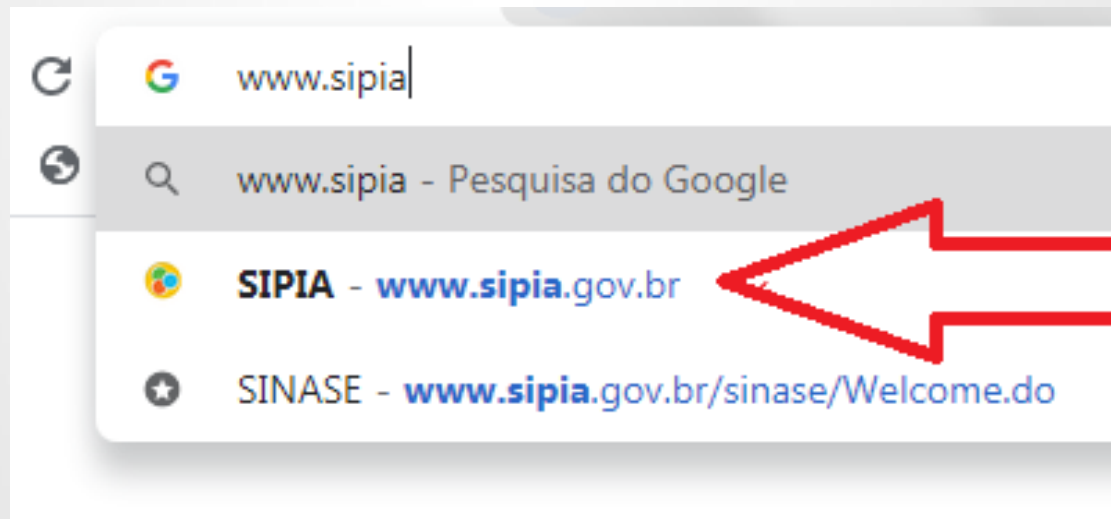 www.sipia
www.sipia - Pesquisa do Google
SIPIA - www.sipia.gov.br
SINASE - www.sipia.gov.br/sinase/Welcome.do